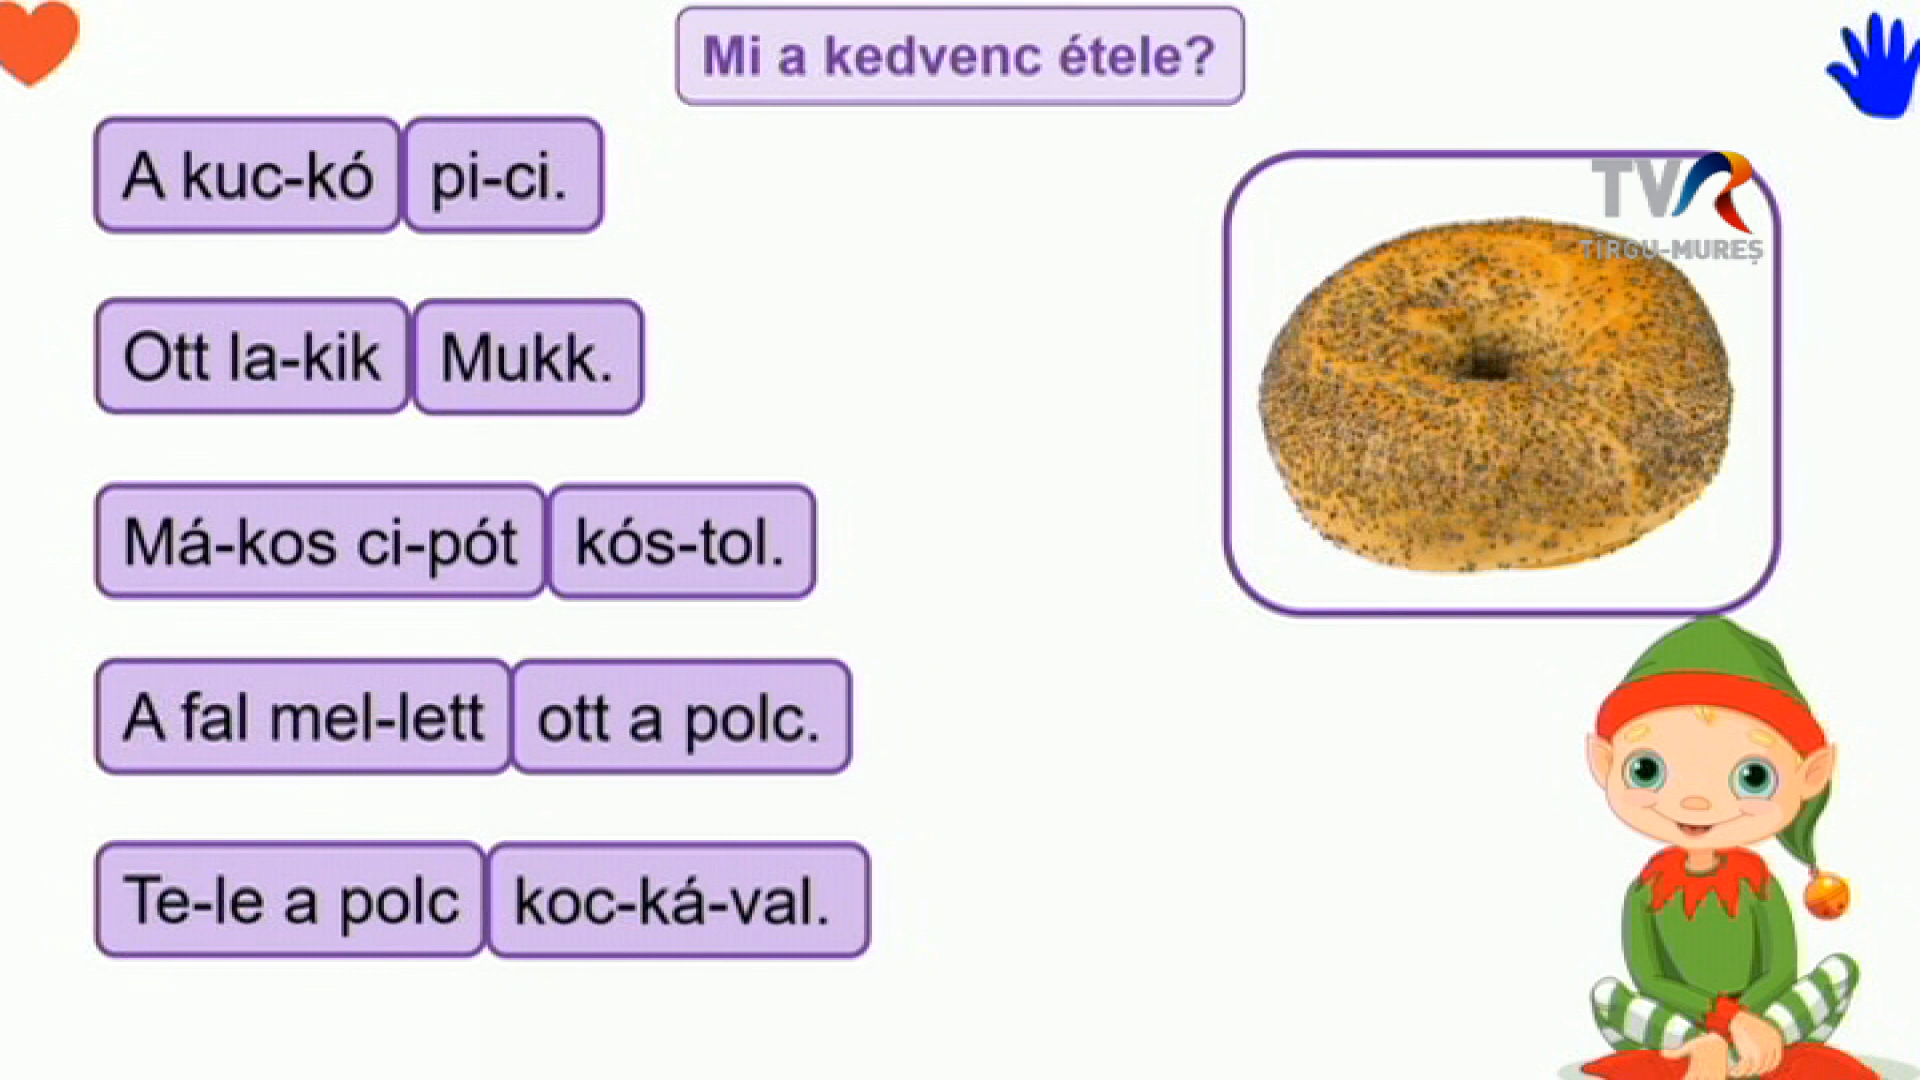 Mi a kedvenc étele?
A kuc-kó pi-ci.
Ott la-kik Mukk.
Má-kos ci-pót kós-tol.
A fal mel-lett ott a polc.
Te-le a polc koc-ká-val.
TVR
TÎRGU-MUREȘ